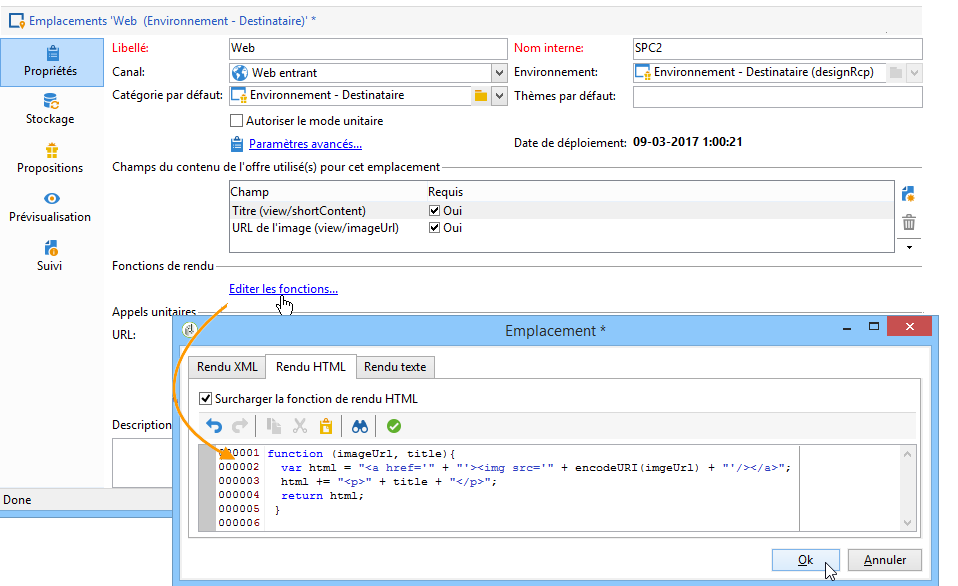 Emplacements 'Web  (Environnement - Destinataire)' *
Propriétés
Stockage
Propositions
Prévisualisation
Suivi
Libellé: Web Nom interne: SPC2
Canal: Web entrant Environnement: Environnement - Destinataire (designRcp)
Catégorie par défaut: Environnement - Destinataire Thèmes par défaut:
Autoriser le mode unitaire
Paramètres avancés... Date de déploiement: 09-03-2017 1:00:21
Champs du contenu de l'offre utilisé(s) pour cet emplacement
Champ Requis
Titre (view/shortContent) Oui
URL de l'image (view/imageUrl) Oui
Fonctions de rendu
Editer les fonctions...
Appels unitaires
URL:
Description
Done
Emplacement *
Rendu XML Rendu HTML Rendu texte
Surcharger la fonction de rendu HTML
000001 function (imageUrl, title){
000002 var html = "<a href='" + "'><img src='" + encodeURI(imgeUrl) + "'/></a>";
000003 html += "<p>" + title + "</p>";
000004 return html;
000005 }
000006
Ok Annuler